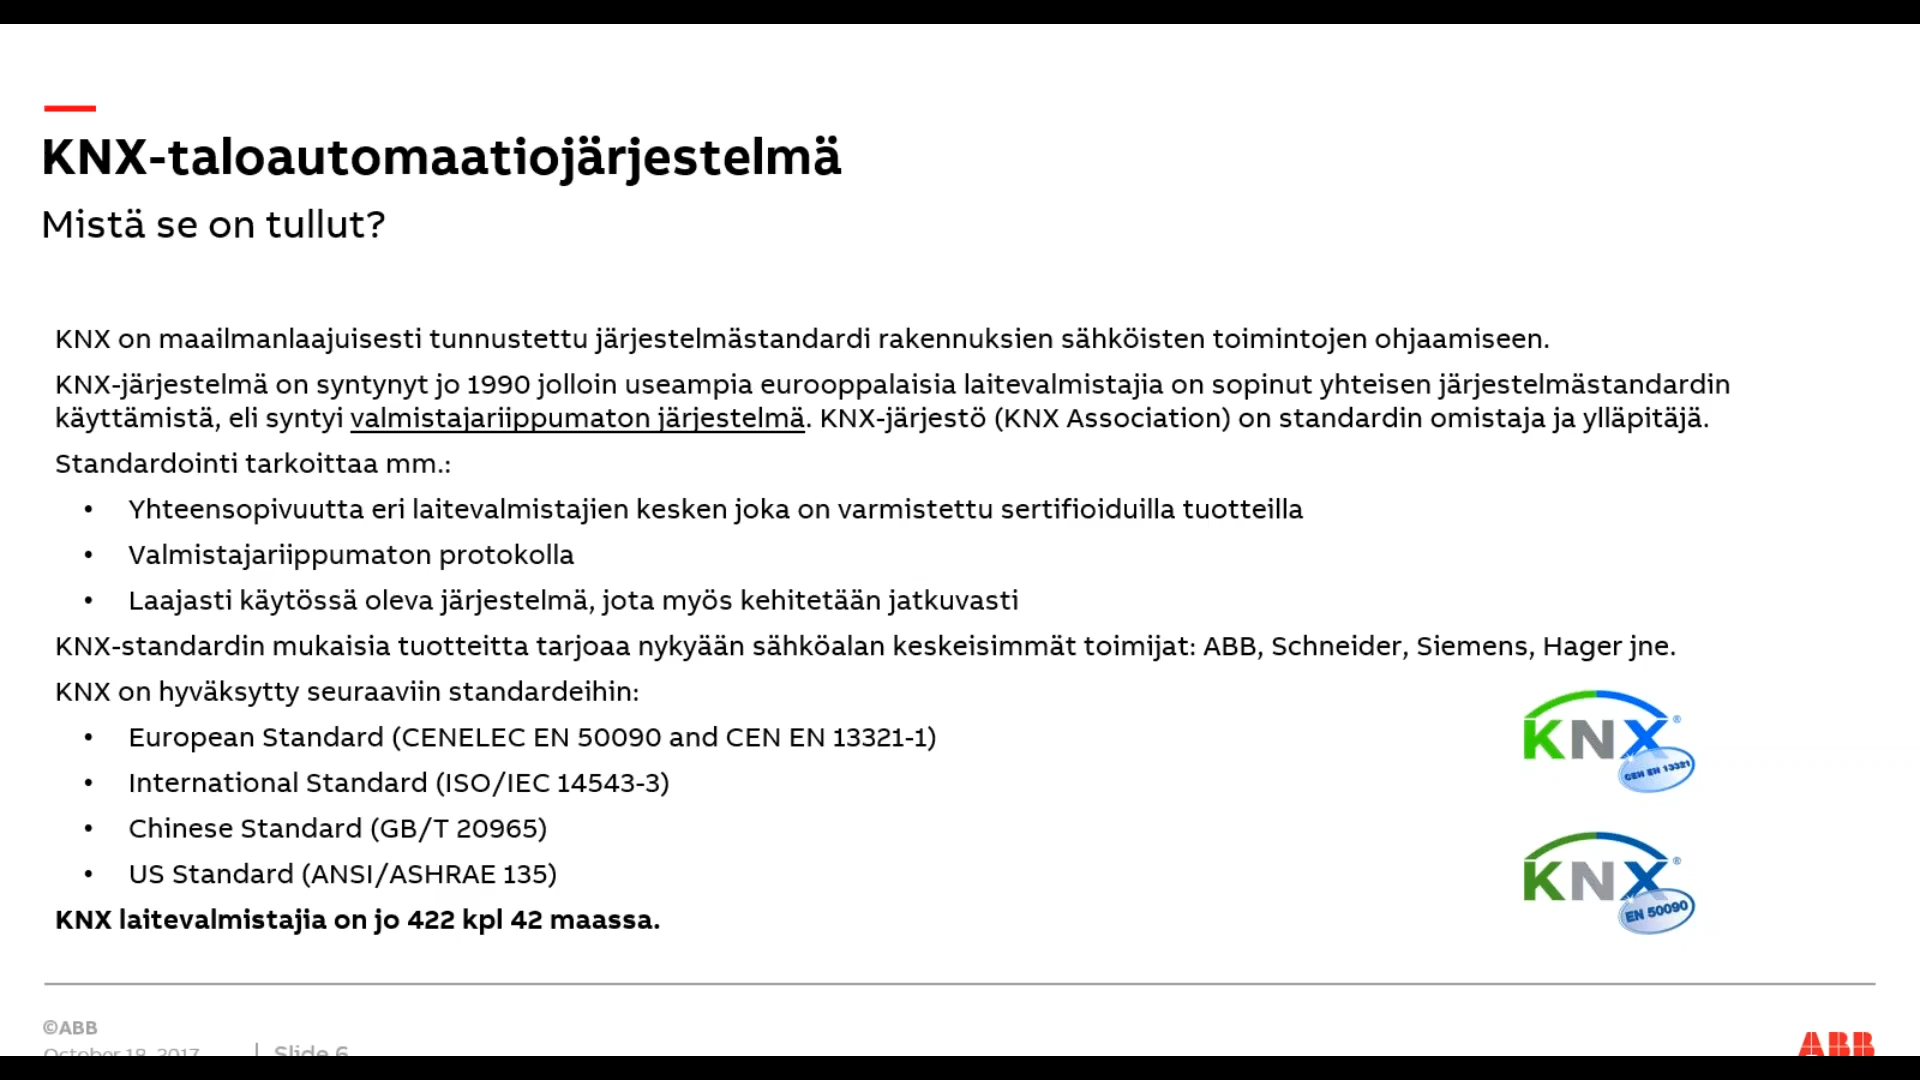 KNX-taloautomaatiojärjestelmä
Mistä se on tullut?
KNX on maailmanlaajuisesti tunnustettu järjestelmästandardi rakennuksien sähköisten toimintojen ohjaamiseen.
KNX-järjestelmä on syntynyt jo 1990 jolloin useampia eurooppalaisia laitevalmistajia on sopinut yhteisen järjestelmästandardin
käyttämistä, eli syntyi valmistajariippumaton järjestelmä. KNX-järjestö (KNX Association) on standardin omistaja ja ylläpitäjä.
Standardointi tarkoittaa mm.:
• Yhteensopivuutta eri laitevalmistajien kesken joka on varmistettu sertifioiduilla tuotteilla
• Valmistajariippumaton protokolla
• Laajasti käytössä oleva järjestelmä, jota myös kehitetään jatkuvasti
KNX-standardin mukaisia tuotteitta tarjoaa nykyään sähköalan keskeisimmät toimijat: ABB, Schneider, Siemens, Hager jne.
KNX on hyväksytty seuraaviin standardeihin:
• European Standard (CENELEC EN 50090 and CEN EN 13321-1)
• International Standard (ISO/IEC 14543-3)
• Chinese Standard (GB/T 20965)
• US Standard (ANSI/ASHRAE 135)
KNX laitevalmistajia on jo 422 kpl 42 maassa.
KNX®
CEN EN 13321
KNX®
EN 50090
©ABB
October 18, 2017 | Slide 6
ABB